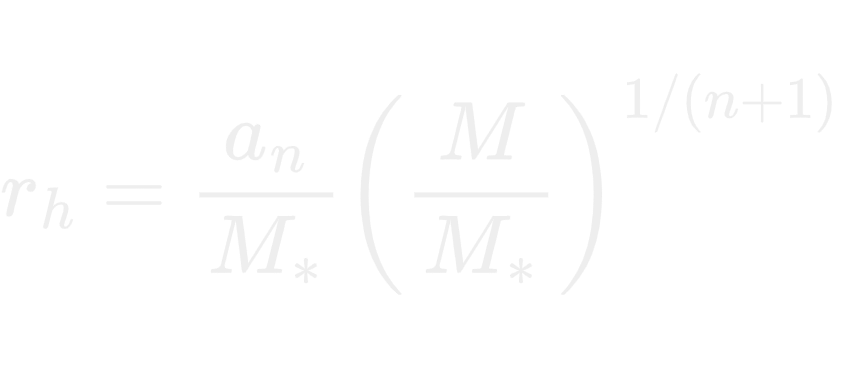 r_h = \frac{a_n}{M_*} \left( \frac{M}{M_*} \right)^{1/(n+1)}